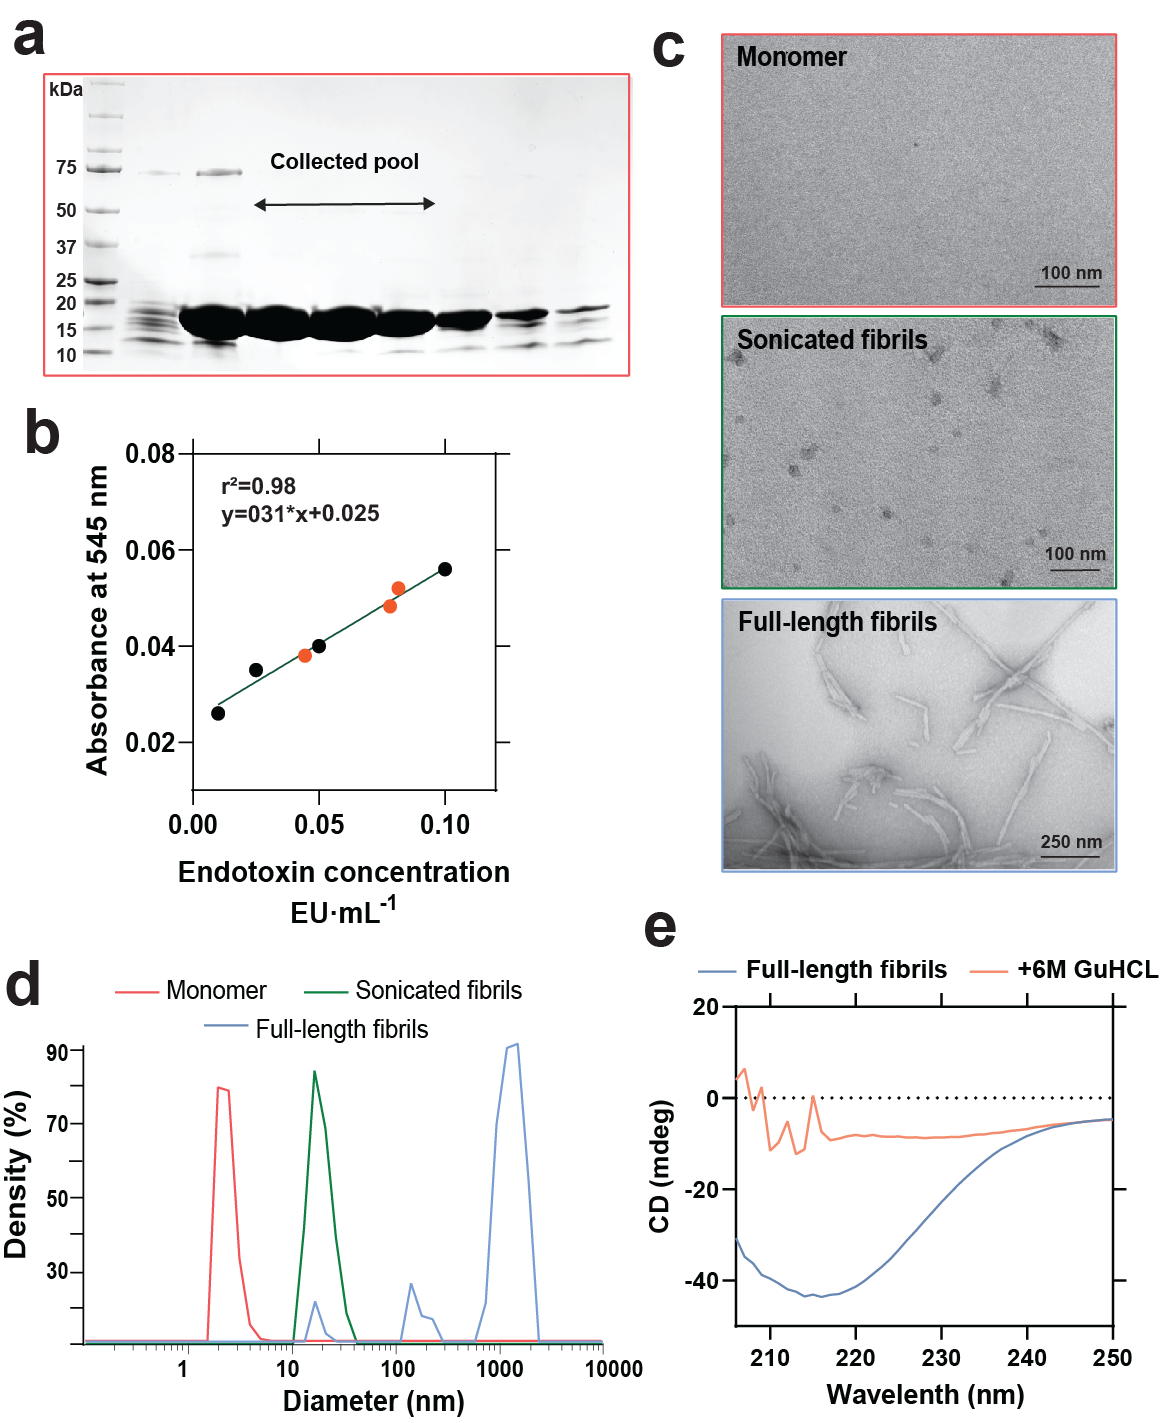 a
kDa
75
50
37
25
20
15
10
Collected pool
b
0.08
0.06
0.04
0.02
r²=0.98
y=031*x+0.025
Absorbance at 545 nm
0.00
0.05
0.10
Endotoxin concentration
EU·mL⁻¹
c
Monomer
100 nm
Sonicated fibrils
100 nm
Full-length fibrils
250 nm
d
Monomer
Sonicated fibrils
Full-length fibrils
90
70
50
30
Density (%)
1
10
100
1000
10000
Diameter (nm)
e
Full-length fibrils
+6M GuHCL
20
0
-20
-40
CD (mdeg)
210
220
230
240
250
Wavelenth (nm)